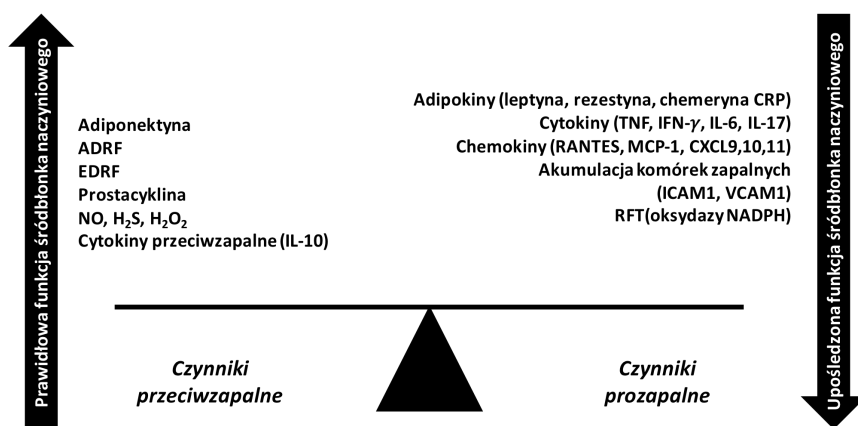 Prawidłowa funkcja śródbłonka naczyniowego
Adiponektyna
ADRF
EDRF
Prostacyklina
NO, H₂S, H₂O₂
Cytokiny przeciwzapalne (IL-10)
Adipokiny (leptyna, rezestyna, chemeryna CRP)
Cytokiny (TNF, IFN-γ, IL-6, IL-17)
Chemokiny (RANTES, MCP-1, CXCL9,10,11)
Akumulacja komórek zapalnych
(ICAM1, VCAM1)
RFT(oksydazy NADPH)
Upośledzona funkcja śródbłonka naczyniowego
Czynniki
przeciwzapalne
Czynniki
prozapalne